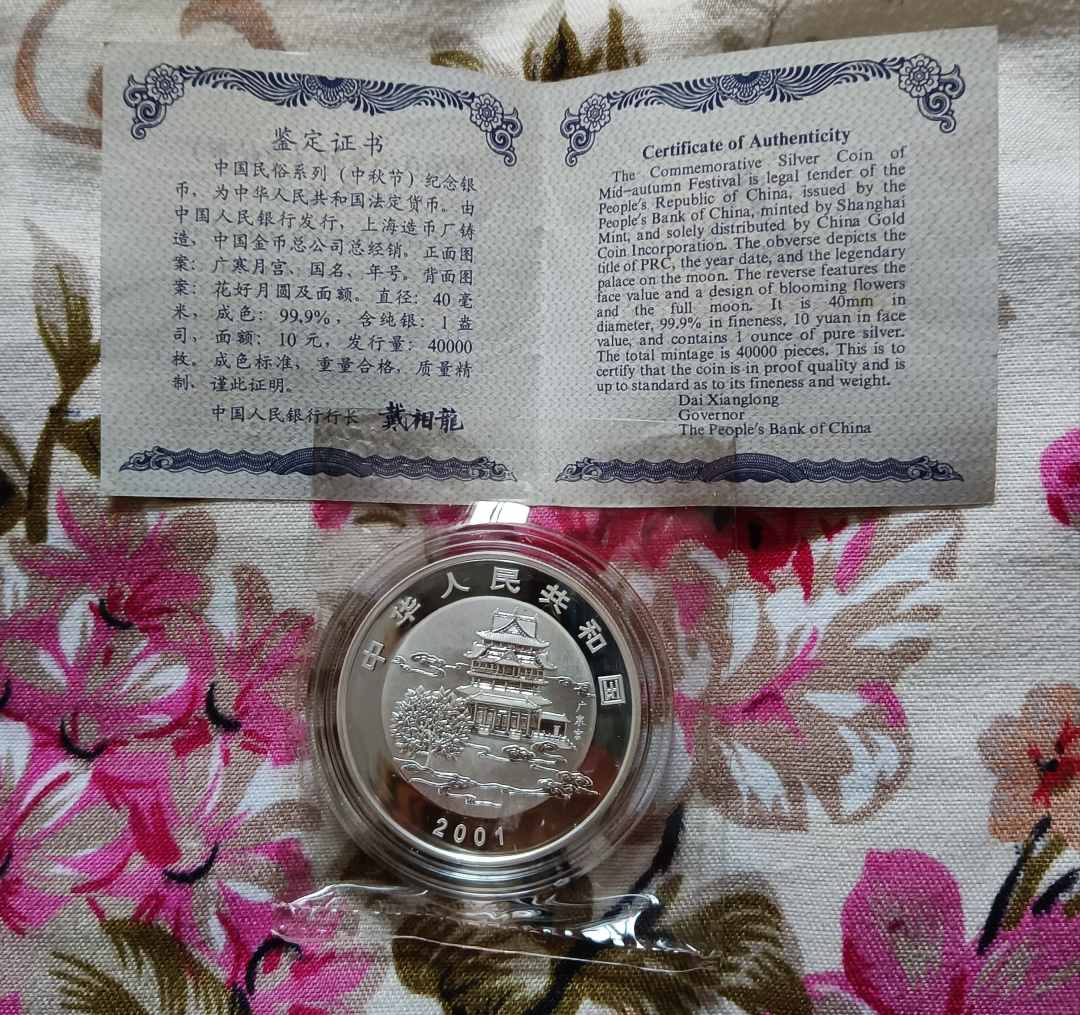 鉴定证书
中国民俗系列（中秋节）纪念银
币，为中华人民共和国法定货币。由
中国人民银行发行，上海造币厂铸
造，中国金币总公司总经销。正面图
案：广寒月宫、国名、年号。背面图
案：花好月圆及面额。直径：40毫
米，成色：99.9%，含纯银：1盎
司，面额：10元，发行量：40000
枚。成色标准，重量合格，质量精
制，谨此证明。
中国人民银行行长 戴相龍
Certificate of Authenticity
The Commemorative Silver Coin of
Mid-autumn Festival is legal tender of the
People's Republic of China, issued by the
People's Bank of China, minted by Shanghai
Mint, and solely distributed by China Gold
Coin Incorporation. The obverse depicts the
title of PRC, the year date, and the legendary
palace on the moon. The reverse features the
face value and a design of blooming flowers
and the full moon. It is 40mm in
diameter, 99.9% in fineness, 10 yuan in face
value, and contains 1 ounce of pure silver.
The total mintage is 40000 pieces. This is to
certify that the coin is in proof quality and is
up to standard as to its fineness and weight.
Dai Xianglong
Governor
The People's Bank of China
中华人民共和国
广寒宫
2001